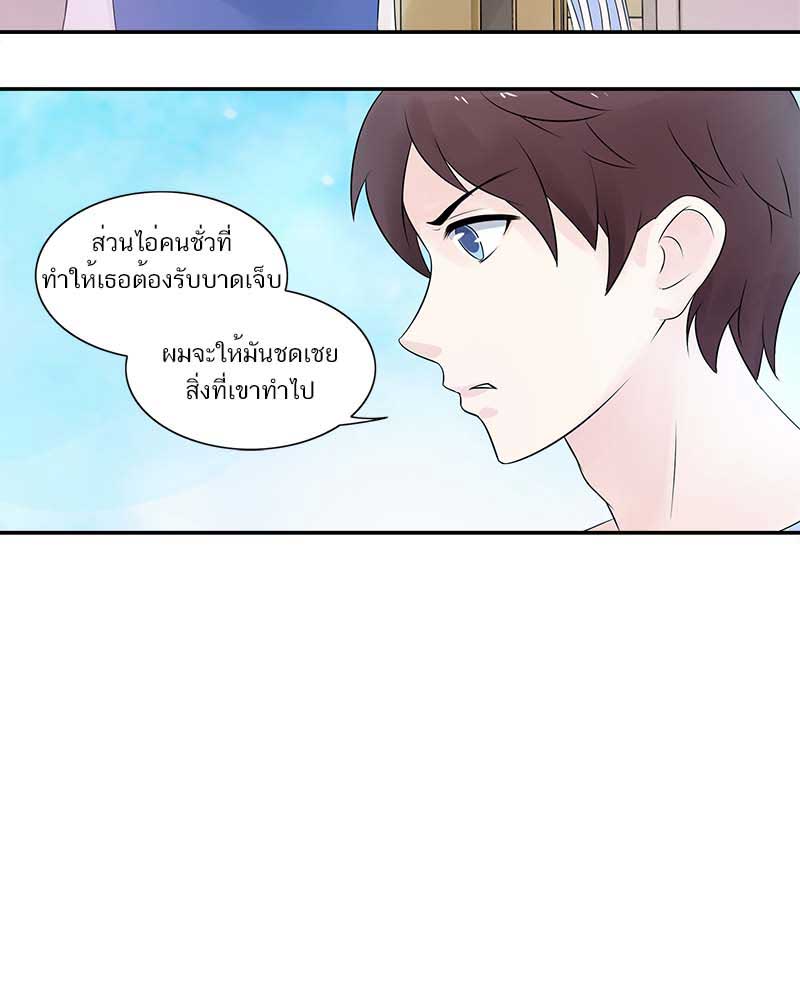 ส่วนไอ่คนชั่วที่
ทำให้เธอต้องรับบาดเจ็บ
ผมจะให้มันชดเชย
สิ่งที่เขาทำไป